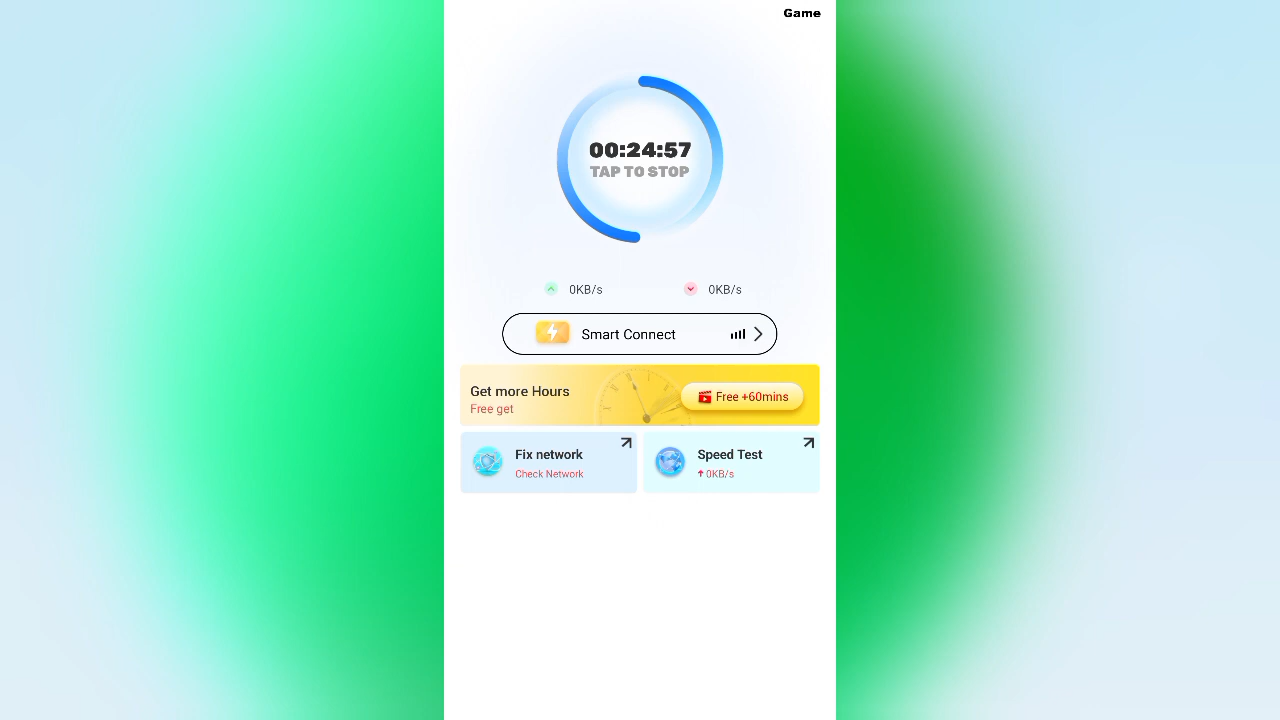 Game
00:24:57
TAP TO STOP
0KB/s 0KB/s
Smart Connect
Get more Hours
Free get
Free +60mins
Fix network
Check Network
Speed Test
0KB/s